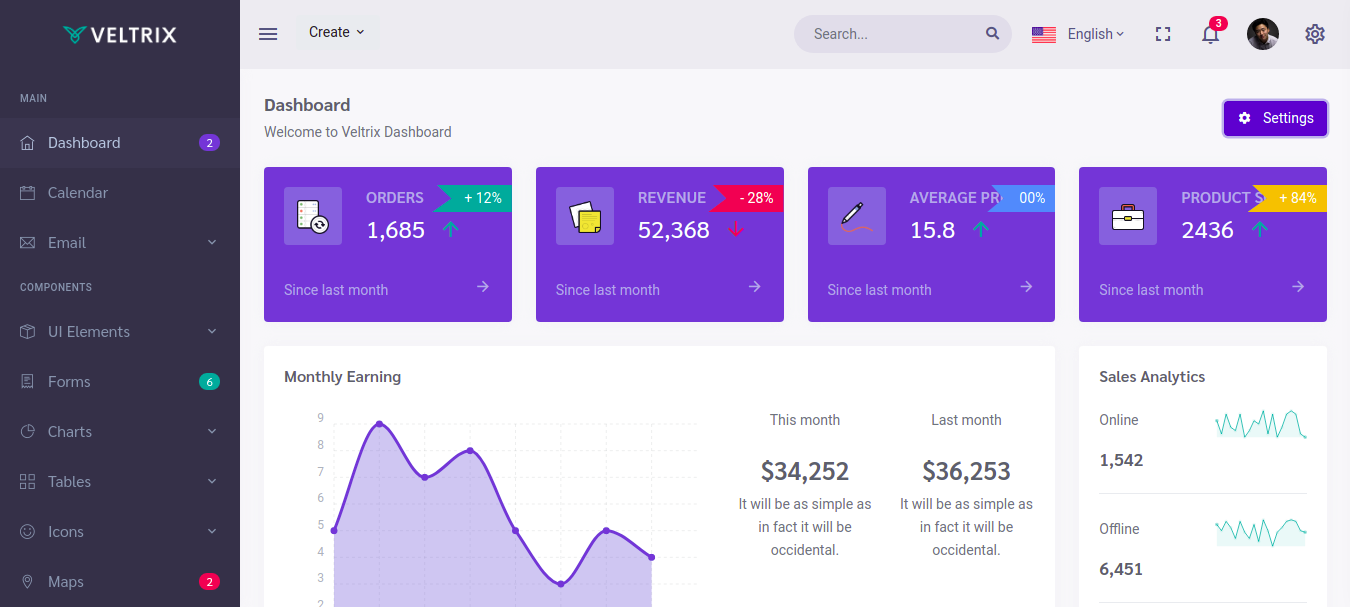 VELTRIX
Create
Search...
English
3
MAIN
Dashboard
2
Calendar
Email
COMPONENTS
UI Elements
Forms
6
Charts
Tables
Icons
Maps
2
Dashboard
Welcome to Veltrix Dashboard
Settings
ORDERS
+ 12%
1,685
Since last month
REVENUE
- 28%
52,368
Since last month
AVERAGE PR
00%
15.8
Since last month
PRODUCT S
+ 84%
2436
Since last month
Monthly Earning
9
8
7
6
5
4
3
2
This month
$34,252
It will be as simple as
in fact it will be
occidental.
Last month
$36,253
It will be as simple as
in fact it will be
occidental.
Sales Analytics
Online
1,542
Offline
6,451